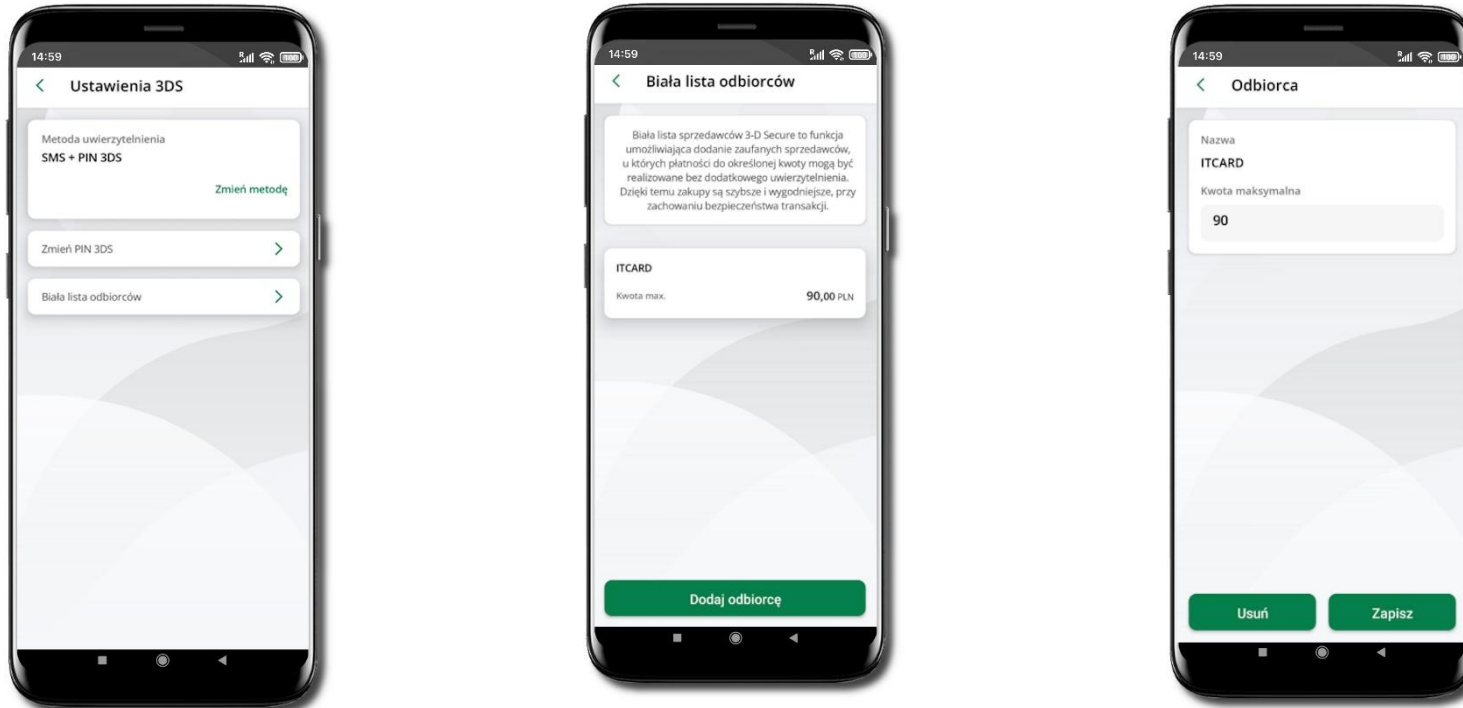 14:59
Ustawienia 3DS
Metoda uwierzytelnienia
SMS + PIN 3DS
Zmień metodę
Zmień PIN 3DS
Biała lista odbiorców
14:59
Biała lista odbiorców
Biała lista sprzedawców 3-D Secure to funkcja
umożliwiająca dodanie zaufanych sprzedawców,
u których płatności do określonej kwoty mogą być
realizowane bez dodatkowego uwierzytelnienia.
Dzięki temu zakupy są szybsze i wygodniejsze, przy
zachowaniu bezpieczeństwa transakcji.
ITCARD
Kwota max. 90,00 PLN
Dodaj odbiorcę
14:59
Odbiorca
Nazwa
ITCARD
Kwota maksymalna
90
Usuń Zapisz